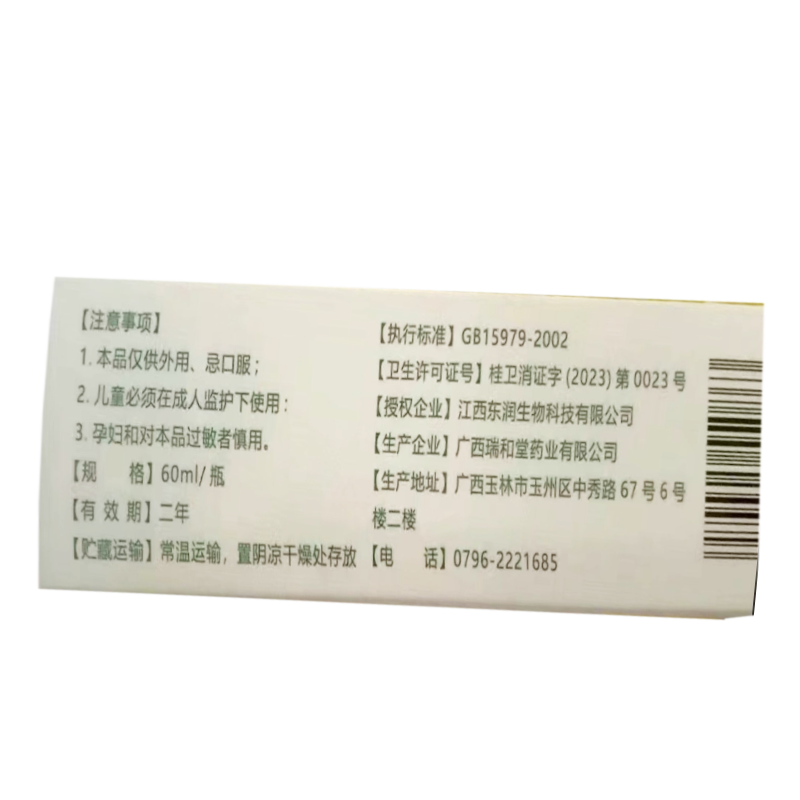 【注意事项】
1. 本品仅供外用、忌口服；
2. 儿童必须在成人监护下使用：
3. 孕妇和对本品过敏者慎用。
【规 格】60ml/ 瓶
【有 效 期】二年
【贮藏运输】常温运输，置阴凉干燥处存放
【执行标准】GB15979-2002
【卫生许可证号】桂卫消证字 (2023) 第 0023 号
【授权企业】江西东润生物科技有限公司
【生产企业】广西瑞和堂药业有限公司
【生产地址】广西玉林市玉州区中秀路 67 号 6 号
楼二楼
【电 话】0796-2221685